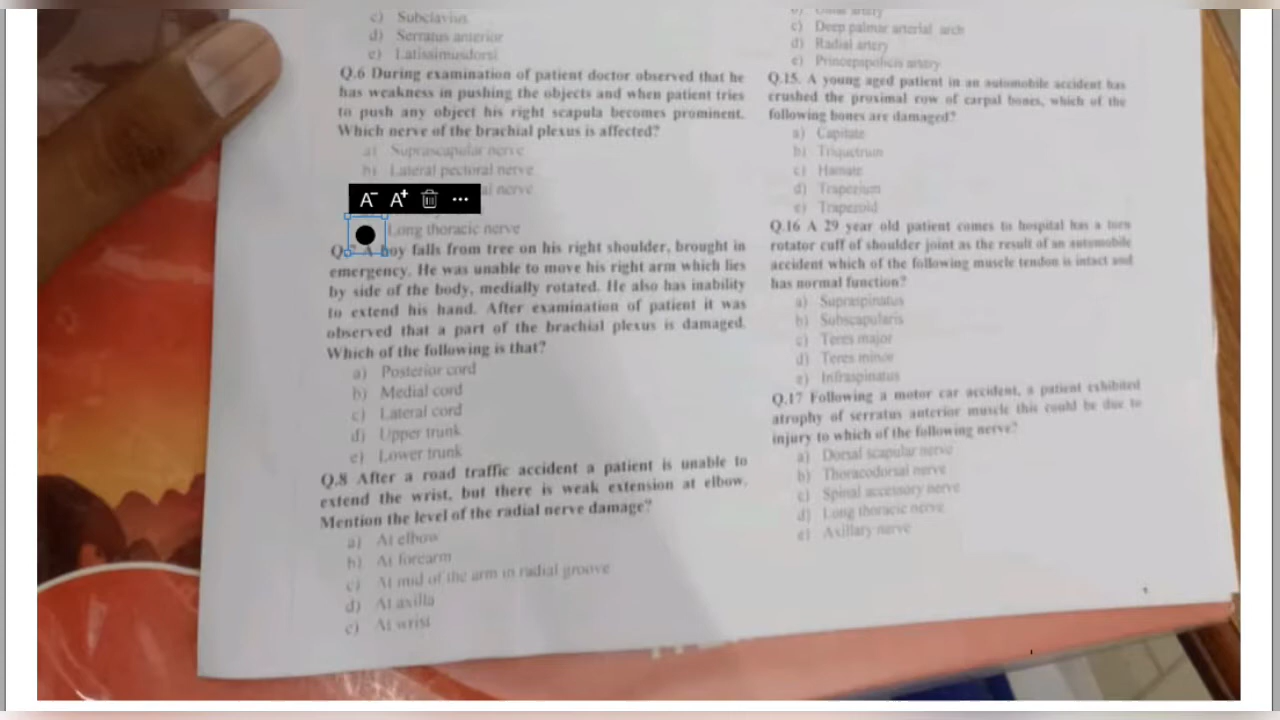 c) Subclavius
d) Serratus anterior
e) Latissimusdorsi
Q.6 During examination of patient doctor observed that he
has weakness in pushing the objects and when patient tries
to push any object his right scapula becomes prominent.
Which nerve of the brachial plexus is affected?
a) Suprascapular nerve
b) Lateral pectoral nerve
al nerve
A- A+
Long thoracic nerve
Q.7 A boy falls from tree on his right shoulder, brought in
emergency. He was unable to move his right arm which lies
by side of the body, medially rotated. He also has inability
to extend his hand. After examination of patient it was
observed that a part of the brachial plexus is damaged.
Which of the following is that?
a) Posterior cord
b) Medial cord
c) Lateral cord
d) Upper trunk
e) Lower trunk
Q.8 After a road traffic accident a patient is unable to
extend the wrist, but there is weak extension at elbow.
Mention the level of the radial nerve damage?
a) At elbow
b) At forearm
c) At mid of the arm in radial groove
d) At axilla
e) At wrist
artery
c) Deep palmar arterial arch
d) Radial artery
e) Princepspolicis artery
Q.15. A young aged patient in an automobile accident has
crushed the proximal row of carpal bones, which of the
following bones are damaged?
a) Capitate
b) Triquetrum
c) Hamate
d) Trapezium
e) Trapezoid
Q.16 A 29 year old patient comes to hospital has a torn
rotator cuff of shoulder joint as the result of an automobile
accident which of the following muscle tendon is intact and
has normal function?
a) Supraspinatus
b) Subscapularis
c) Teres major
d) Teres minor
e) Infraspinatus
Q.17 Following a motor car accident, a patient exhibited
atrophy of serratus anterior muscle this could be due to
injury to which of the following nerve?
a) Dorsal scapular nerve
b) Thoracodorsal nerve
c) Spinal accessory nerve
d) Long thoracic nerve
e) Axillary nerve